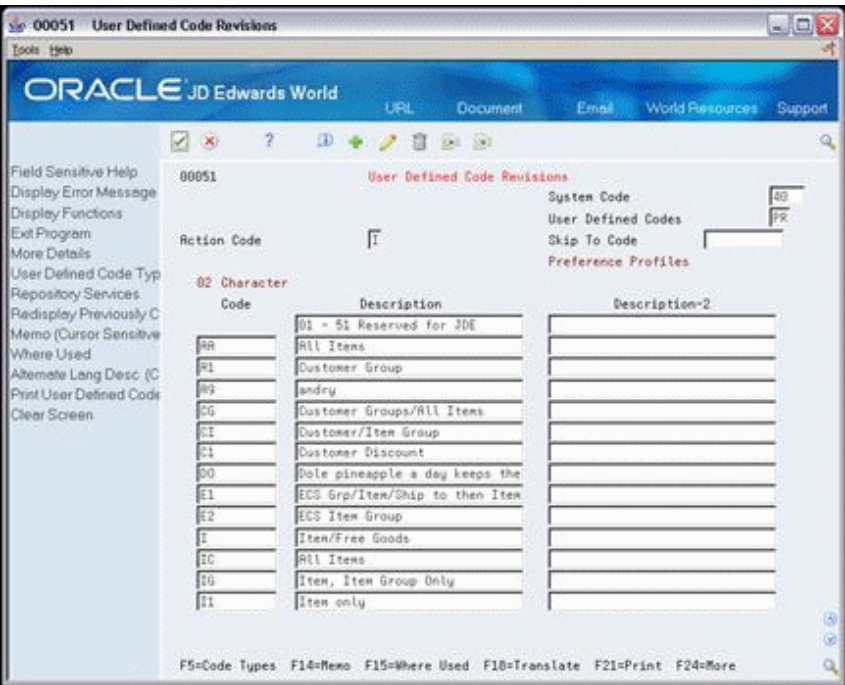 00051 User Defined Code Revisions
Tools Help
ORACLE JD Edwards World
URL Document Email World Resources Support
Field Sensitive Help
Display Error Message
Display Functions
Exit Program
More Details
User Defined Code Typ
Repository Services
Redisplay Previously C
Memo (Cursor Sensitive
Where Used
Alternate Lang Desc (C
Print User Defined Code
Clear Screen
00051 User Defined Code Revisions
System Code 40
User Defined Codes PR
Action Code I Skip To Code
Preference Profiles
02 Character
Code Description Description-2
01 - 51 Reserved for JDE
AA All Items
A1 Customer Group
A9 andru
CG Customer Groups/All Items
CI Customer/Item Group
C1 Customer Discount
DO Dole pineapple a day keeps the
E1 ECS Grp/Item/Ship to then Item
E2 ECS Item Group
I Item/Free Goods
IC All Items
IG Item, Item Group Only
I1 Item only
F5=Code Types F14=Memo F15=Where Used F18=Translate F21=Print F24=More